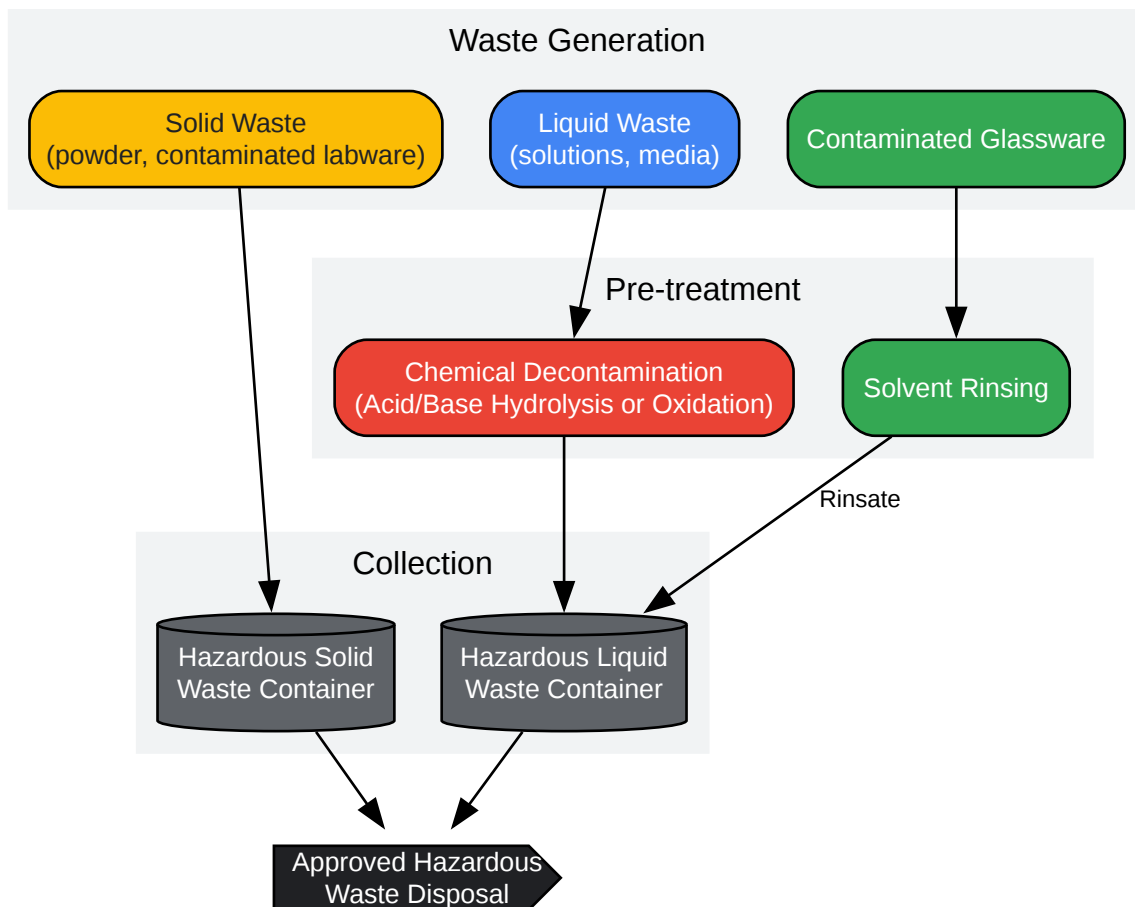 Waste Generation
Solid Waste
(powder, contaminated labware)
Liquid Waste
(solutions, media)
Contaminated Glassware
Pre-treatment
Chemical Decontamination
(Acid/Base Hydrolysis or Oxidation)
Solvent Rinsing
Rinsate
Collection
Hazardous Solid
Waste Container
Hazardous Liquid
Waste Container
Approved Hazardous
Waste Disposal